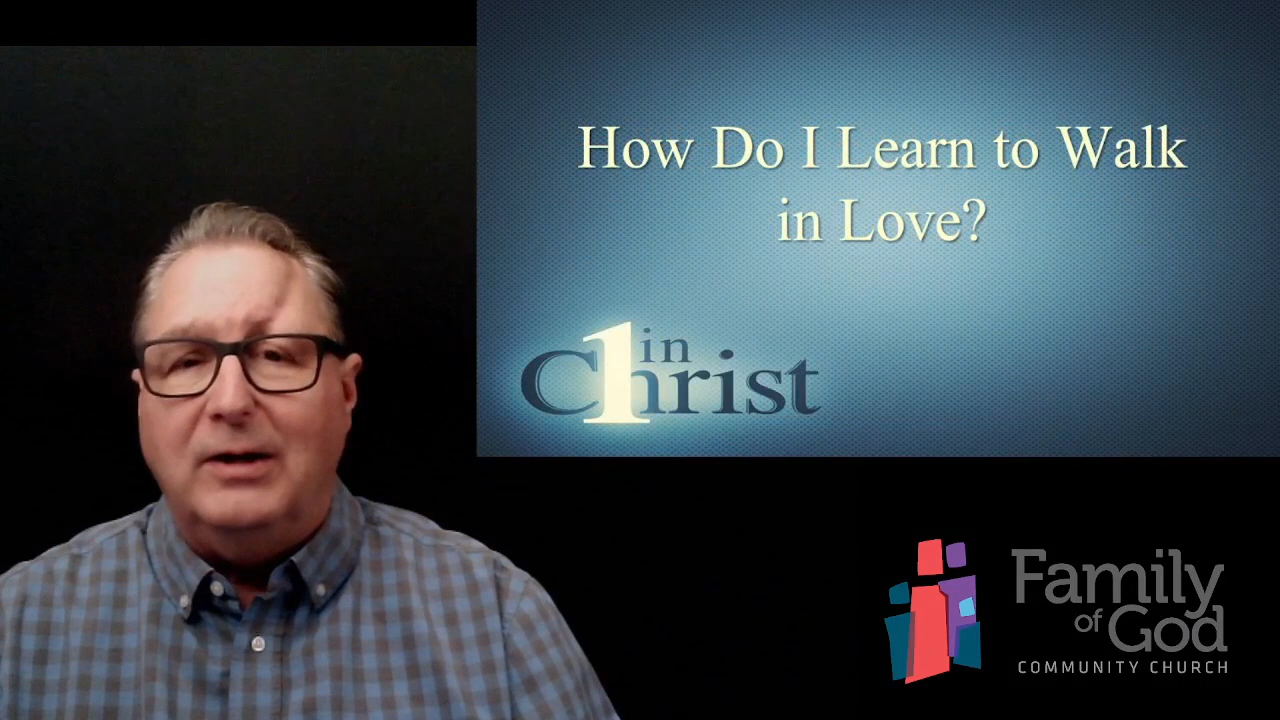 How Do I Learn to Walk
in Love?
1 in
Christ
Family
of God
COMMUNITY CHURCH